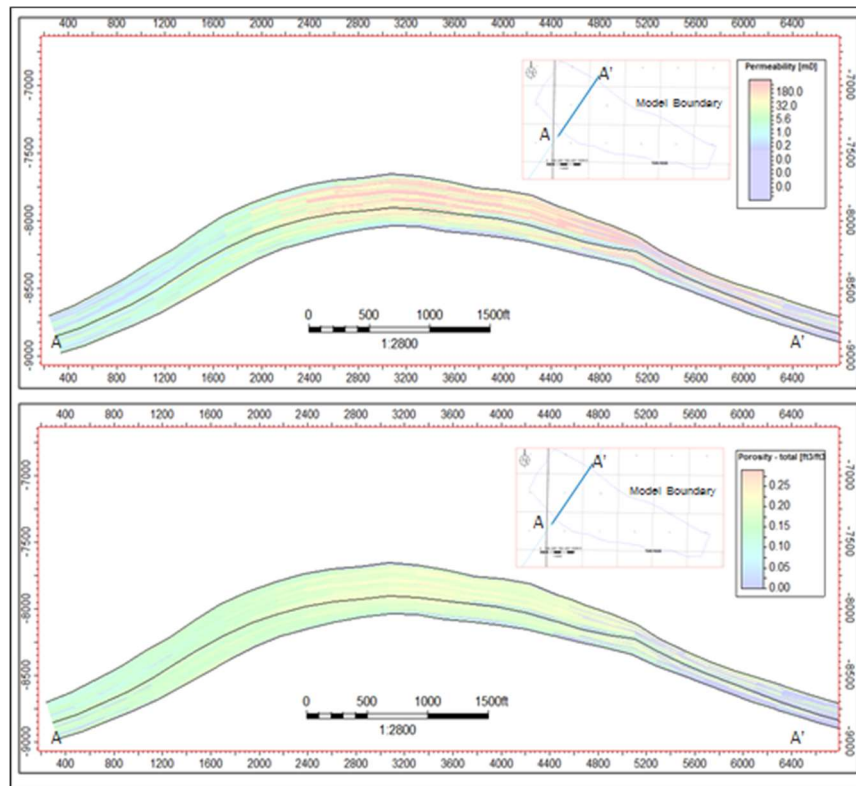 400 800 1200 1600 2000 2400 2800 3200 3600 4000 4400 4800 5200 5600 6000 6400
-7000 -7500 -8000 -8500 -9000
A'
A
Model Boundary
Permeability [mD]
180.0
32.0
5.6
1.0
0.2
0.0
0.0
-7000 -7500 -8000 -8500 -9000
0 500 1000 1500ft
1:2800
A A'
400 800 1200 1600 2000 2400 2800 3200 3600 4000 4400 4800 5200 5600 6000 6400
400 800 1200 1600 2000 2400 2800 3200 3600 4000 4400 4800 5200 5600 6000 6400
-7000 -7500 -8000 -8500 -9000
A'
A
Model Boundary
Porosity - total [ft3/ft3
0.25
0.20
0.15
0.10
0.05
0.00
-7000 -7500 -8000 -8500 -9000
0 500 1000 1500ft
1:2800
A A'
400 800 1200 1600 2000 2400 2800 3200 3600 4000 4400 4800 5200 5600 6000 6400